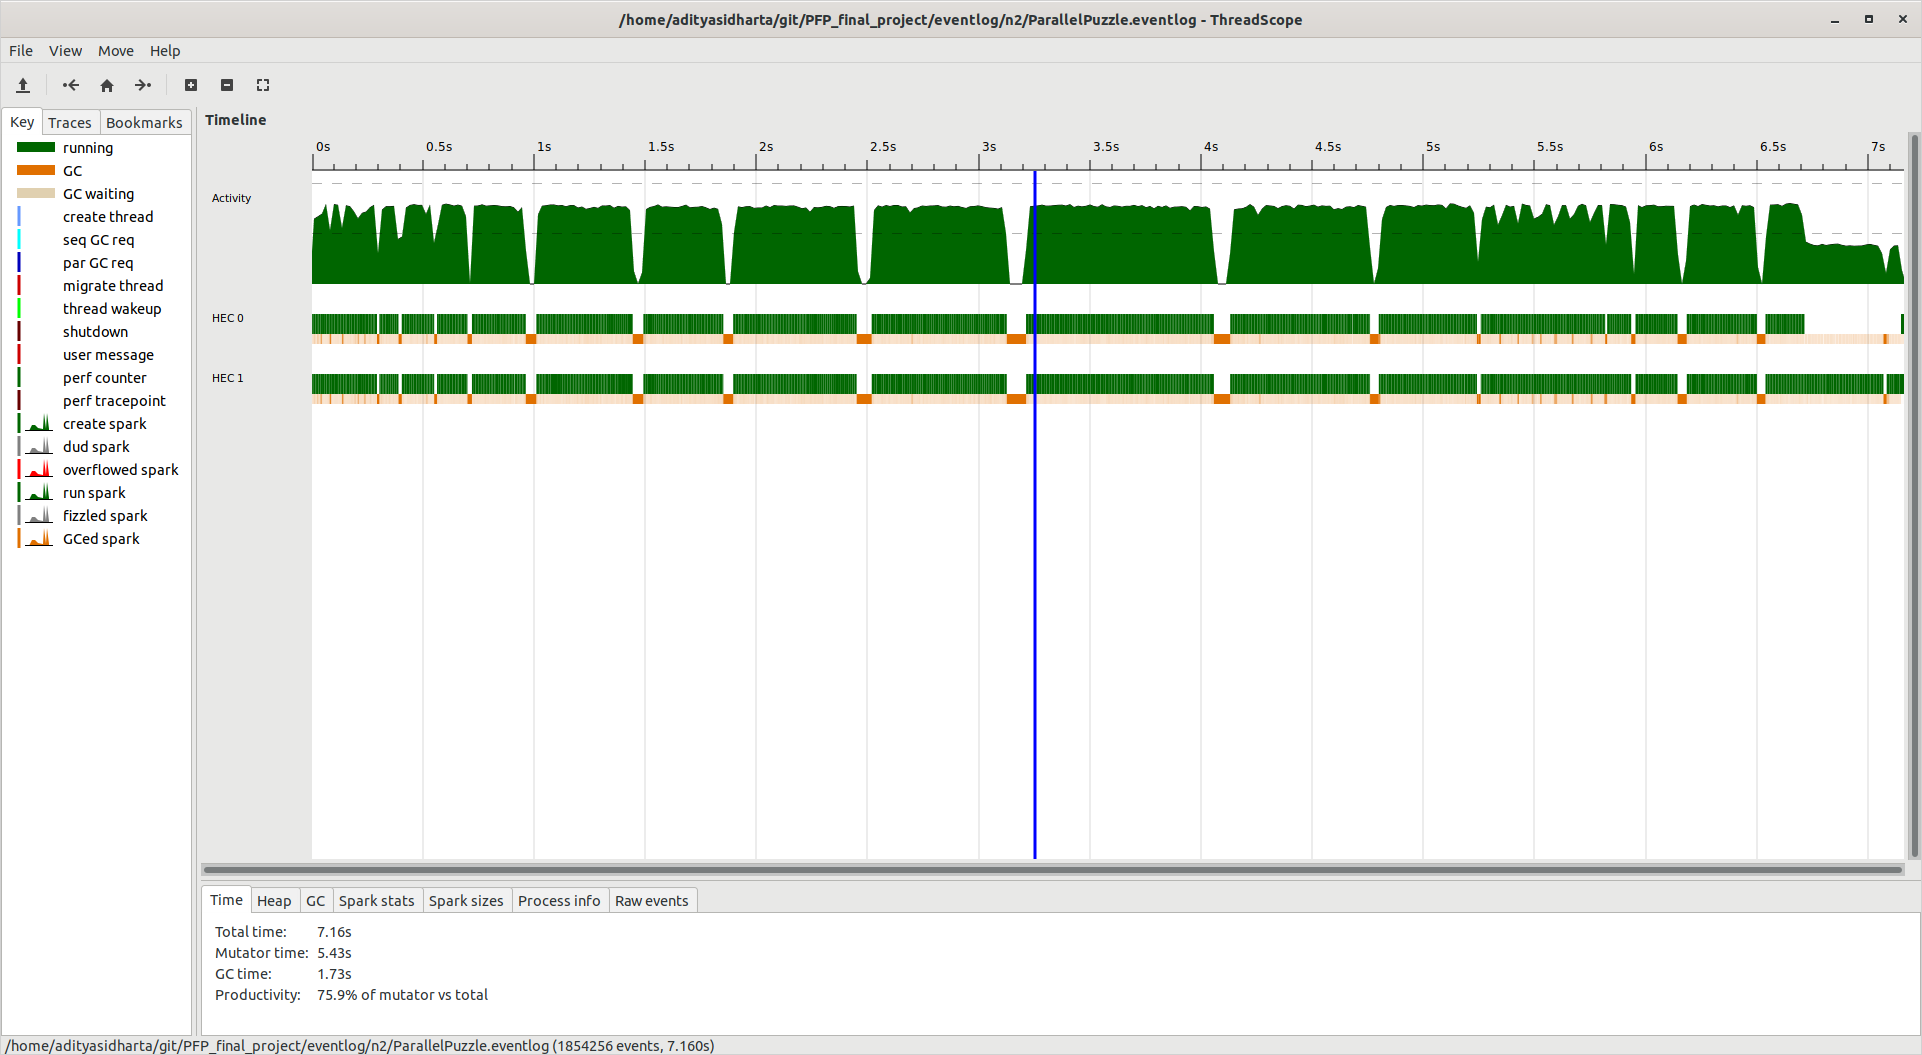 /home/adityasidharta/git/PFP_final_project/eventlog/n2/ParallelPuzzle.eventlog - ThreadScope
File View Move Help
Key Traces Bookmarks
running
GC
GC waiting
create thread
seq GC req
par GC req
migrate thread
thread wakeup
shutdown
user message
perf counter
perf tracepoint
create spark
dud spark
overflowed spark
run spark
fizzled spark
GCed spark
Timeline
0s 0.5s 1s 1.5s 2s 2.5s 3s 3.5s 4s 4.5s 5s 5.5s 6s 6.5s 7s
Activity
HEC 0
HEC 1
Time Heap GC Spark stats Spark sizes Process info Raw events
Total time: 7.16s
Mutator time: 5.43s
GC time: 1.73s
Productivity: 75.9% of mutator vs total
/home/adityasidharta/git/PFP_final_project/eventlog/n2/ParallelPuzzle.eventlog (1854256 events, 7.160s)